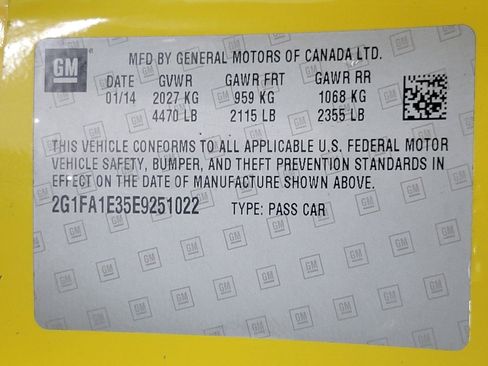 GM
MFD BY GENERAL MOTORS OF CANADA LTD.
DATE GVWR GAWR FRT GAWR RR
01/14 2027 KG 959 KG 1068 KG
4470 LB 2115 LB 2355 LB
THIS VEHICLE CONFORMS TO ALL APPLICABLE U.S. FEDERAL MOTOR
VEHICLE SAFETY, BUMPER, AND THEFT PREVENTION STANDARDS IN
EFFECT ON THE DATE OF MANUFACTURE SHOWN ABOVE.
2G1FA1E35E9251022 TYPE: PASS CAR